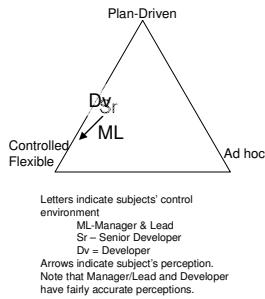 Plan-Driven
Dv
Sr
ML
Controlled
Flexible
Ad hoc
Letters indicate subjects' control
environment
ML-Manager & Lead
Sr – Senior Developer
Dv = Developer
Arrows indicate subject's perception.
Note that Manager/Lead and Developer
have fairly accurate perceptions.